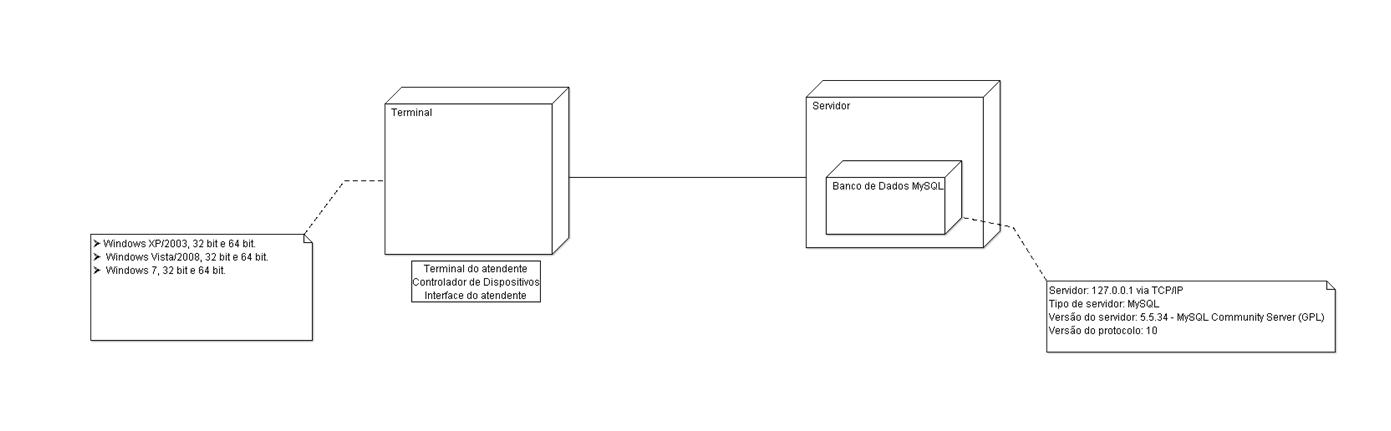 Terminal
Servidor
Banco de Dados MySQL
➢ Windows XP/2003, 32 bit e 64 bit.
➢ Windows Vista/2008, 32 bit e 64 bit.
➢ Windows 7, 32 bit e 64 bit.
Terminal do atendente
Controlador de Dispositivos
Interface do atendente
Servidor: 127.0.0.1 via TCP/IP
Tipo de servidor: MySQL
Versão do servidor: 5.5.34 - MySQL Community Server (GPL)
Versão do protocolo: 10